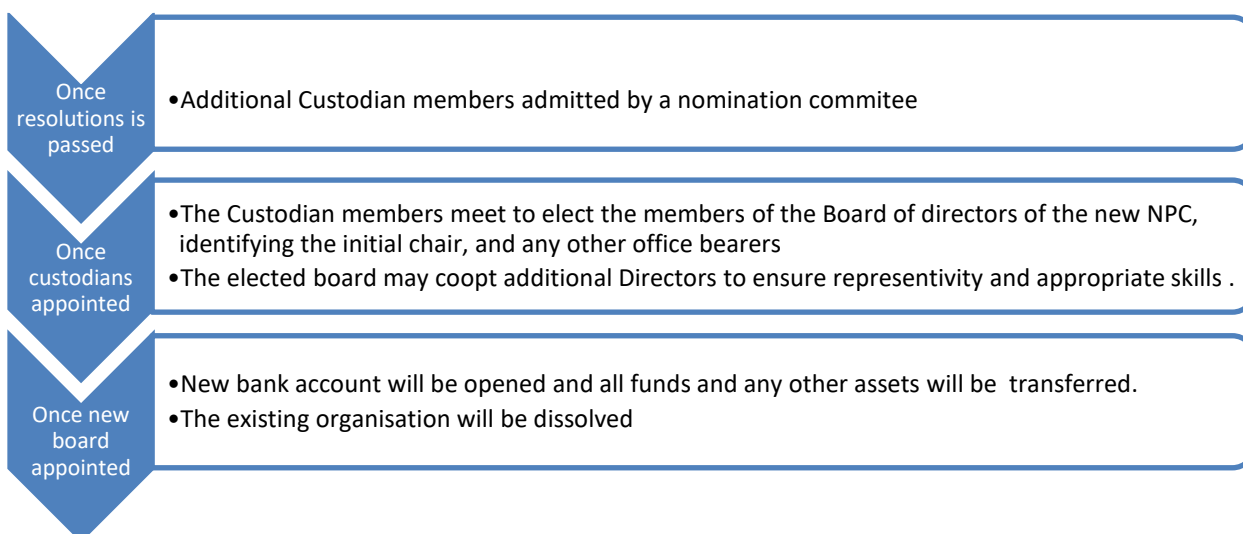 Once
resolutions is
passed
•Additional Custodian members admitted by a nomination commitee
Once
custodians
appointed
•The Custodian members meet to elect the members of the Board of directors of the new NPC,
identifying the initial chair, and any other office bearers
•The elected board may coopt additional Directors to ensure representivity and appropriate skills .
Once new
board
appointed
•New bank account will be opened and all funds and any other assets will be transferred.
•The existing organisation will be dissolved